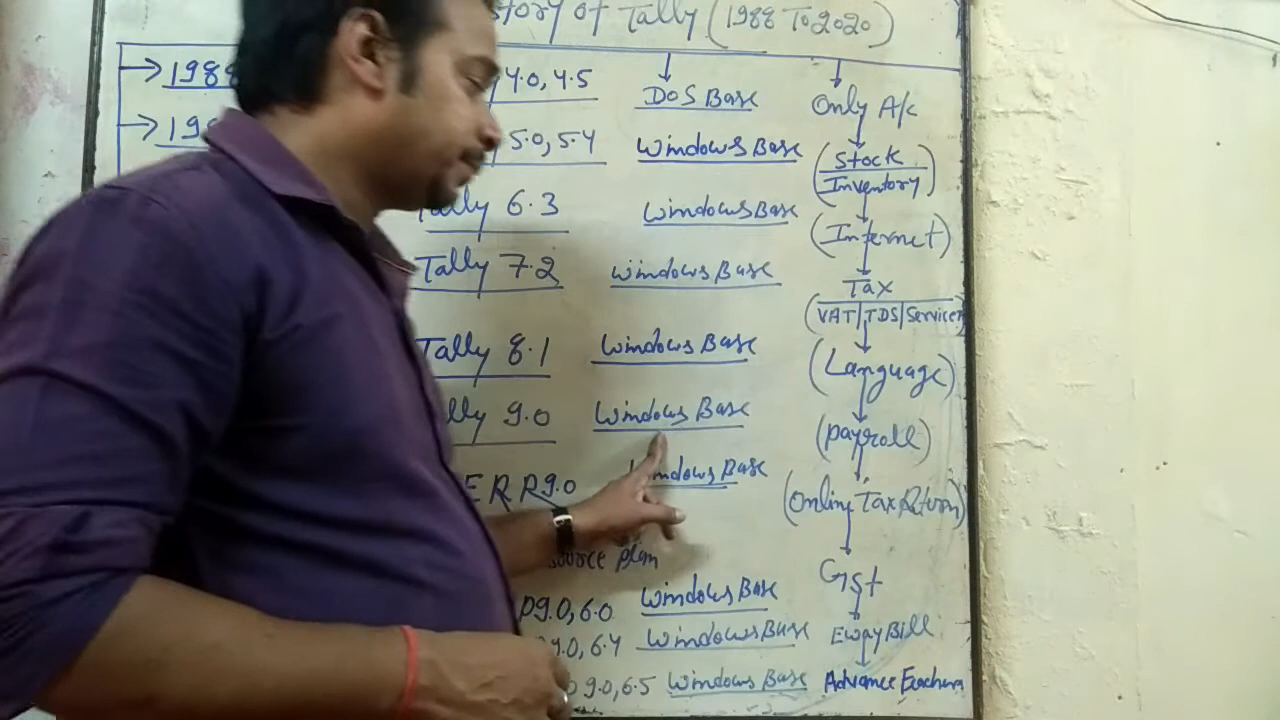 story of Tally (1988 To 2020)
→ 1988 4.0, 4.5 DOS Base Only A/c
→ 19 5.0, 5.4 Windows Base (Stock
Inventory)
Tally 6.3 Windows Base (Internet)
Tally 7.2 Windows Base Tax
(VAT/TDS/Services)
Tally 8.1 Windows Base (Language)
lly 9.0 Windows Base (payroll)
ERP 9.0 Windows Base (Online Tax Return)
source plan
Gst
P9.0, 6.0 Windows Base
9.0, 6.4 Windows Base Eway Bill
9.0, 6.5 Windows Base Advance